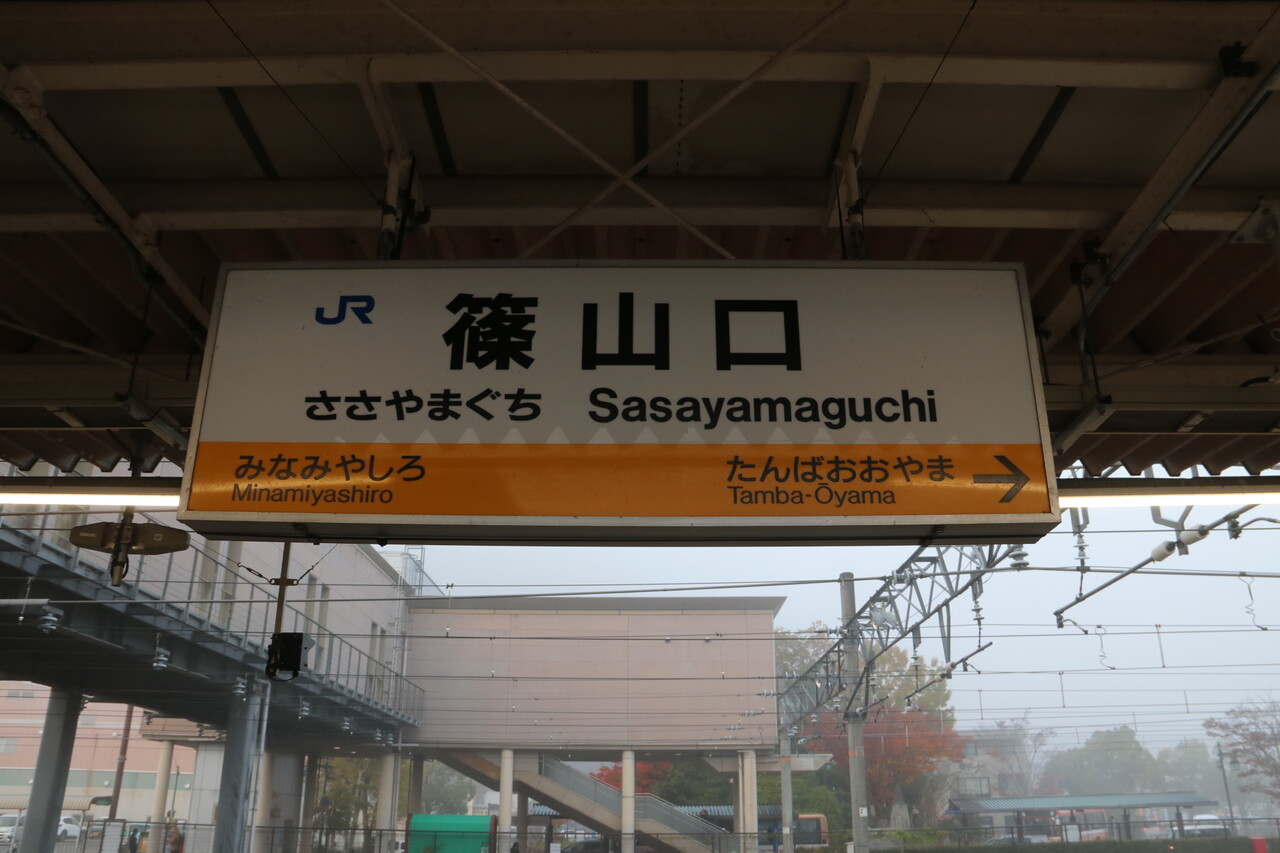 JR 篠山口
ささやまぐち Sasayamaguchi
みなみやしろ たんばおおやま →
Minamiyashiro Tamba-Ōyama